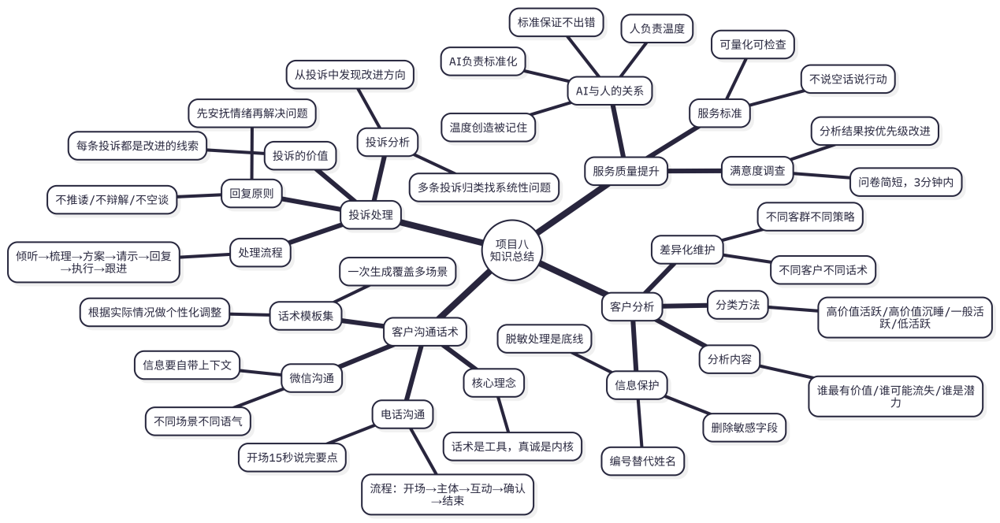 项目八
知识总结
服务质量提升
AI与人的关系
标准保证不出错
人负责温度
AI负责标准化
温度创造被记住
服务标准
可量化可检查
不说空话说行动
满意度调查
分析结果按优先级改进
问卷简短，3分钟内
客户分析
差异化维护
不同客群不同策略
不同客户不同话术
分类方法
高价值活跃/高价值沉睡/一般活
跃/低活跃
分析内容
谁最有价值/谁可能流失/谁是潜
力
信息保护
脱敏处理是底线
删除敏感字段
编号替代姓名
客户沟通话术
核心理念
话术是工具，真诚是内核
电话沟通
开场15秒说完要点
流程：开场→主体→互动→确认
→结束
微信沟通
信息要自带上下文
不同场景不同语气
话术模板集
一次生成覆盖多场景
根据实际情况做个性化调整
投诉处理
处理流程
倾听→梳理→方案→请示→回复
→执行→跟进
回复原则
先安抚情绪再解决问题
不推诿/不辩解/不空谈
投诉的价值
每条投诉都是改进的线索
投诉分析
从投诉中发现改进方向
多条投诉归类找系统性问题